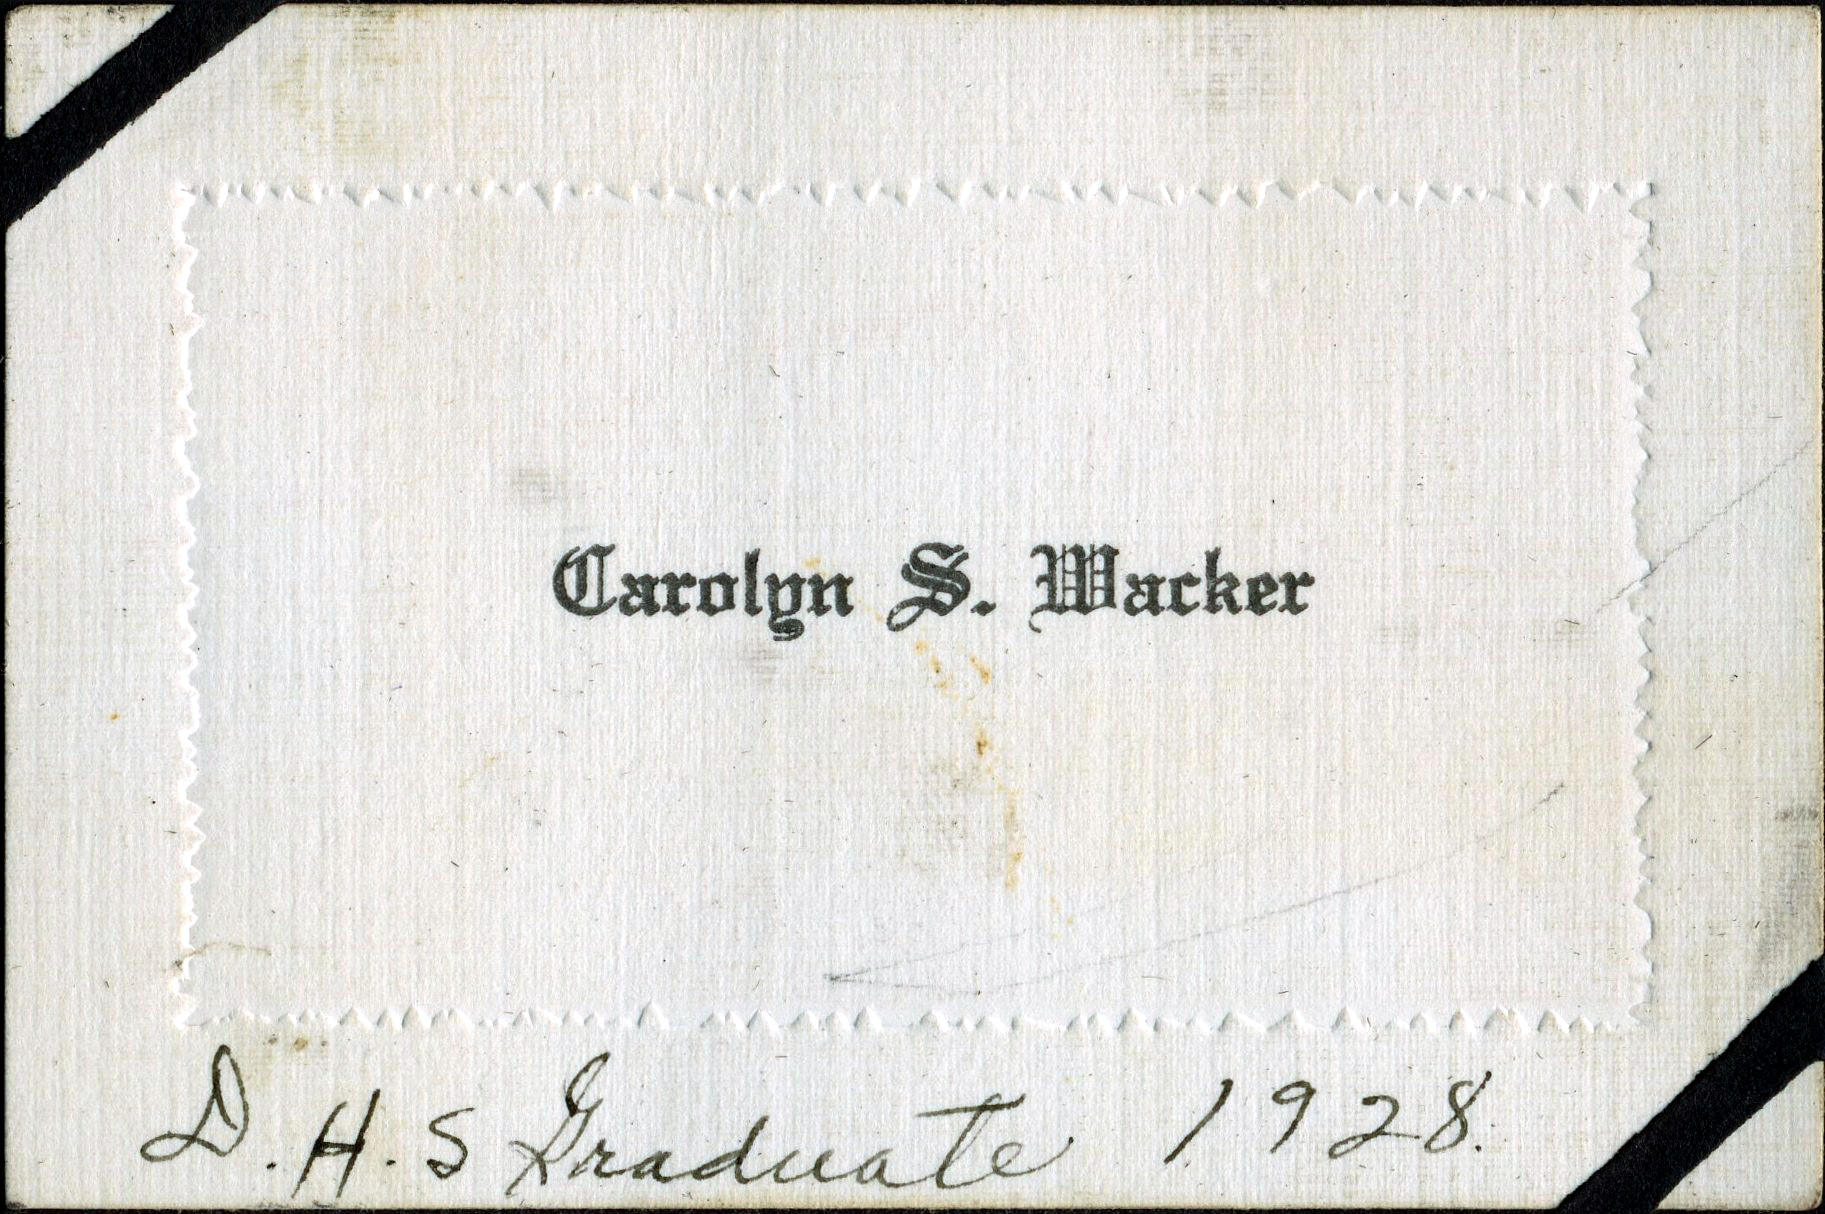 Carolyn S. Wacker
D. H. S Graduate 1928.